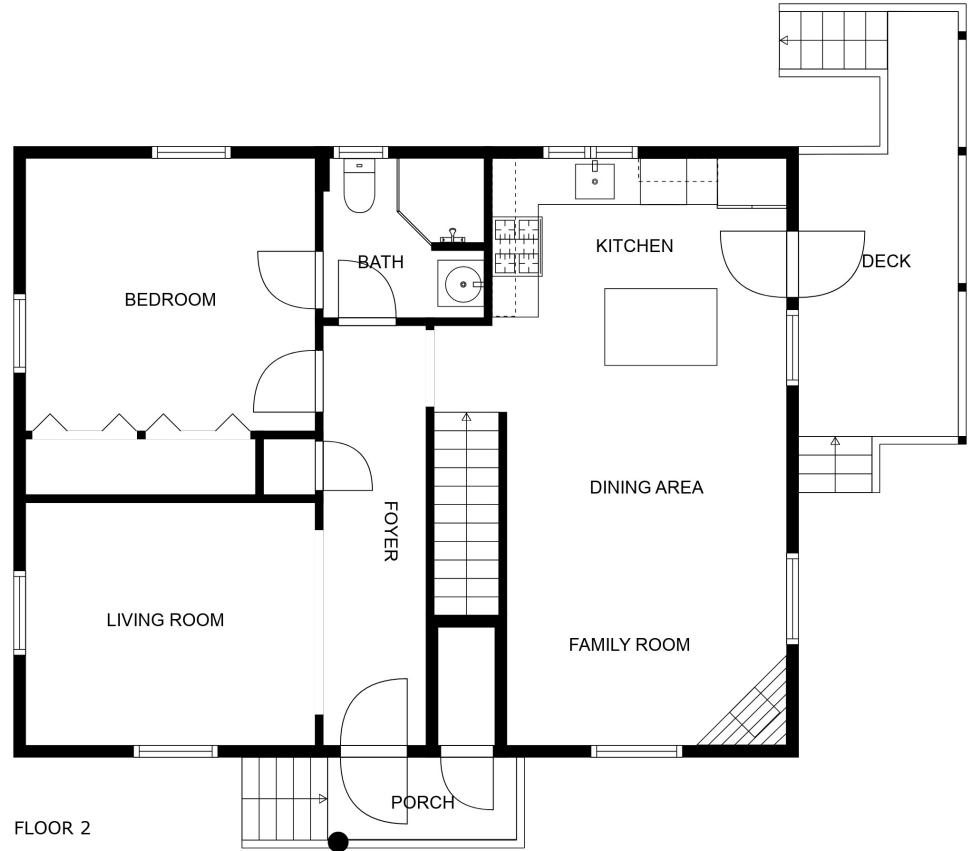 KITCHEN
BATH
DECK
BEDROOM
DINING AREA
FOYER
LIVING ROOM
FAMILY ROOM
PORCH
FLOOR 2